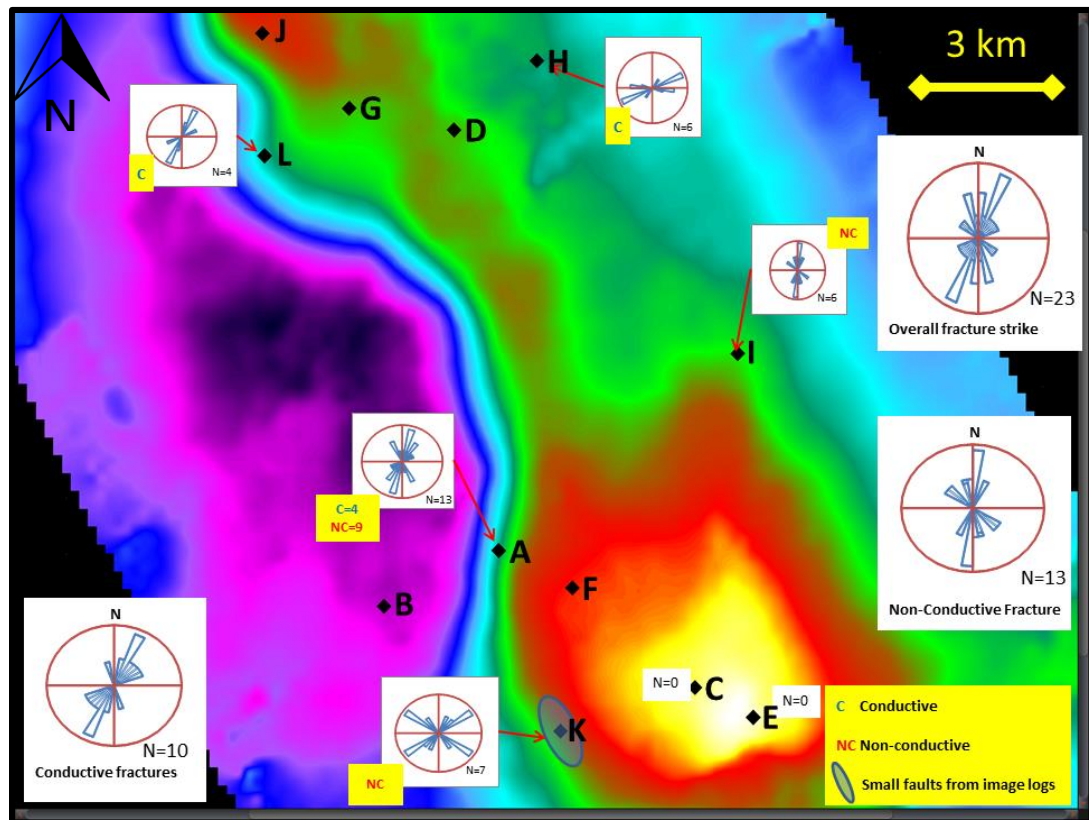 J
H
3 km
N
G
D
C
N=6
L
C
N=4
NC
N=6
I
N
N=23
Overall fracture strike
N=13
C=4
NC=9
A
F
B
N
N=13
Non-Conductive Fracture
N
N=10
Conductive fractures
N=0
C
N=0
E
K
NC
N=7
C Conductive
NC Non-conductive
Small faults from image logs